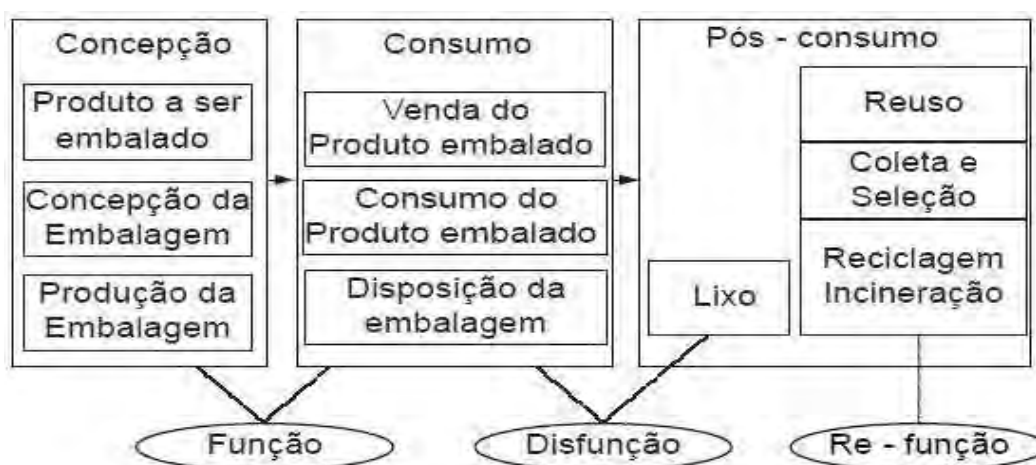 Concepção
Produto a ser
embalado
Concepção da
Embalagem
Produção da
Embalagem
Consumo
Venda do
Produto embalado
Consumo do
Produto embalado
Disposição da
embalagem
Pós - consumo
Lixo
Reuso
Coleta e
Seleção
Reciclagem
Incineração
Função
Disfunção
Re - função